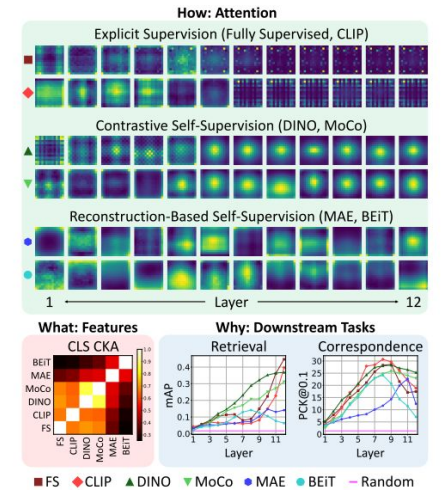 How: Attention
Explicit Supervision (Fully Supervised, CLIP)
Contrastive Self-Supervision (DINO, MoCo)
Reconstruction-Based Self-Supervision (MAE, BEiT)
1 Layer 12
What: Features
Why: Downstream Tasks
CLS CKA
BEiT
MAE
MoCo
DINO
CLIP
FS
FS
CLIP
DINO
MoCo
MAE
BEiT
1.0
0.9
0.8
0.7
0.6
0.5
0.4
0.3
Retrieval
mAP
0.4
0.3
0.2
0.1
0.0
1 3 5 7 9 11
Layer
Correspondence
PCK@0.1
30
25
20
15
10
5
0
1 3 5 7 9 11
Layer
FS CLIP DINO MoCo MAE BEiT Random